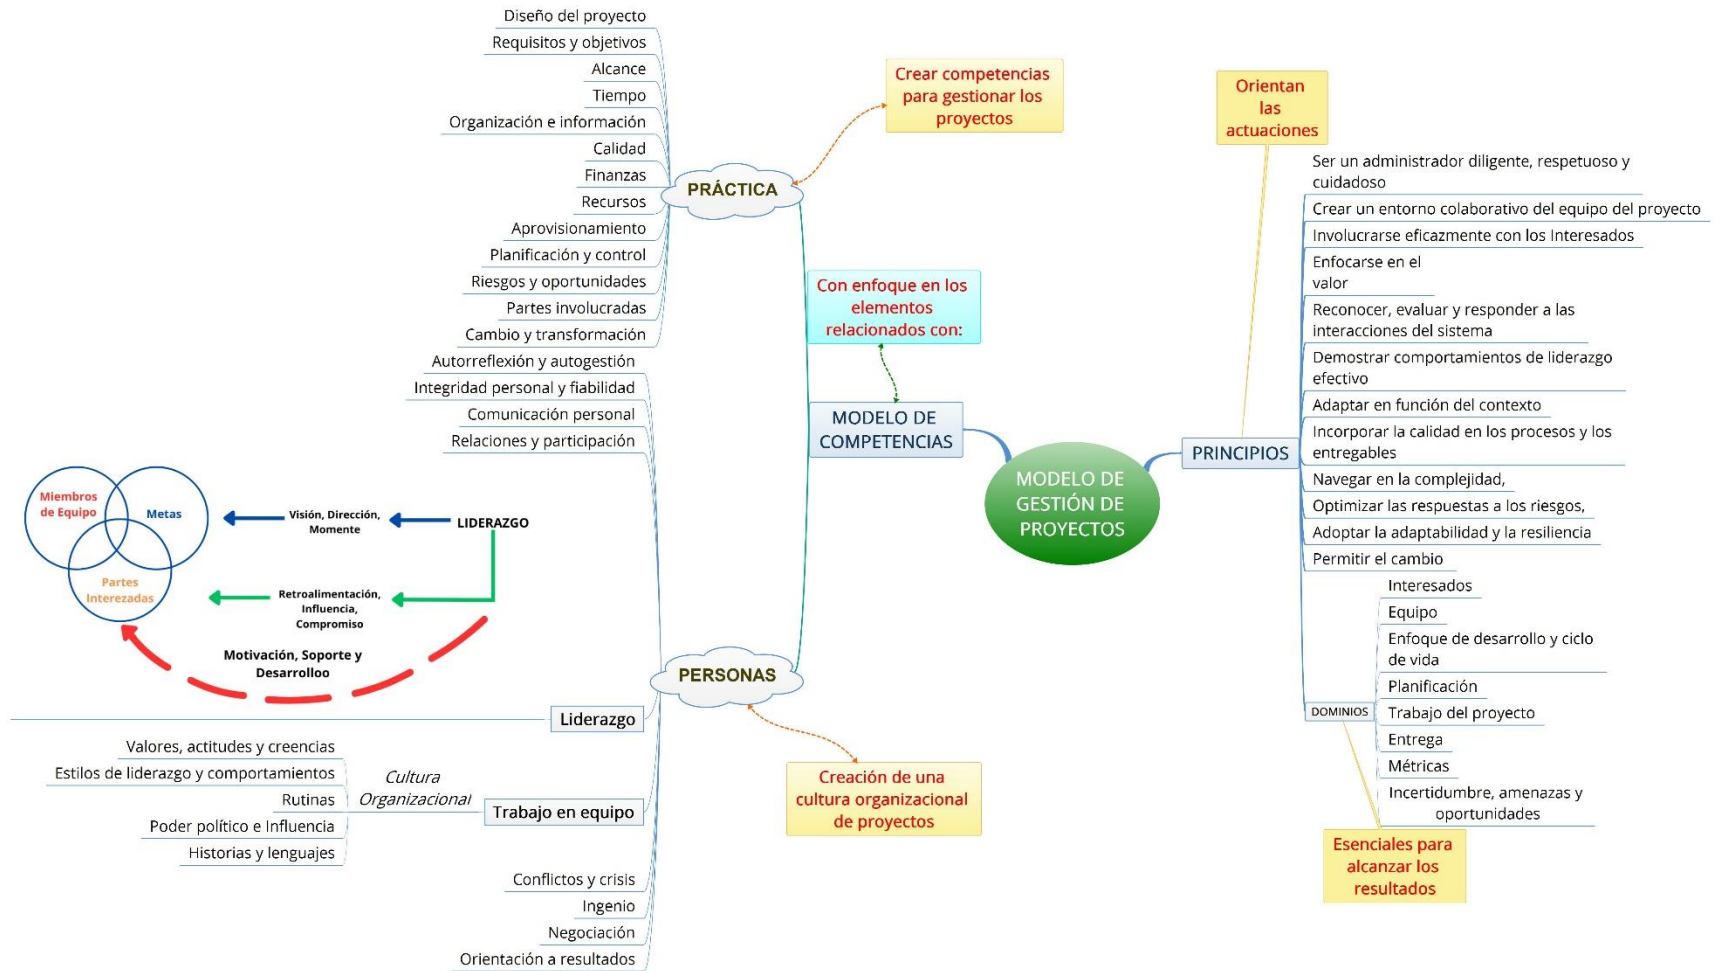 Diseño del proyecto
Requisitos y objetivos
Alcance
Tiempo
Organización e información
Calidad
Finanzas
Recursos
Aprovisionamiento
Planificación y control
Riesgos y oportunidades
Partes involucradas
Cambio y transformación
PRÁCTICA
Crear competencias
para gestionar los
proyectos
Con enfoque en los
elementos
relacionados con:
MODELO DE
COMPETENCIAS
MODELO DE
GESTIÓN DE
PROYECTOS
Autorreflexión y autogestión
Integridad personal y fiabilidad
Comunicación personal
Relaciones y participación
Miembros
de Equipo
Metas
Partes
Interezadas
Visión, Dirección,
Momente
LIDERAZGO
Retroalimentación,
Influencia,
Compromiso
Motivación, Soporte y
Desarrolloo
Liderazgo
PERSONAS
Creación de una
cultura organizacional
de proyectos
Valores, actitudes y creencias
Estilos de liderazgo y comportamientos
Rutinas
Poder político e Influencia
Historias y lenguajes
Cultura
Organizacional
Trabajo en equipo
Conflictos y crisis
Ingenio
Negociación
Orientación a resultados
Orientan
las
actuaciones
PRINCIPIOS
Ser un administrador diligente, respetuoso y
cuidadoso
Crear un entorno colaborativo del equipo del proyecto
Involucrarse eficazmente con los Interesados
Enfocarse en el
valor
Reconocer, evaluar y responder a las
interacciones del sistema
Demostrar comportamientos de liderazgo
efectivo
Adaptar en función del contexto
Incorporar la calidad en los procesos y los
entregables
Navegar en la complejidad,
Optimizar las respuestas a los riesgos,
Adoptar la adaptabilidad y la resiliencia
Permitir el cambio
DOMINIOS
Interesados
Equipo
Enfoque de desarrollo y ciclo
de vida
Planificación
Trabajo del proyecto
Entrega
Métricas
Incertidumbre, amenazas y
oportunidades
Esenciales para
alcanzar los
resultados